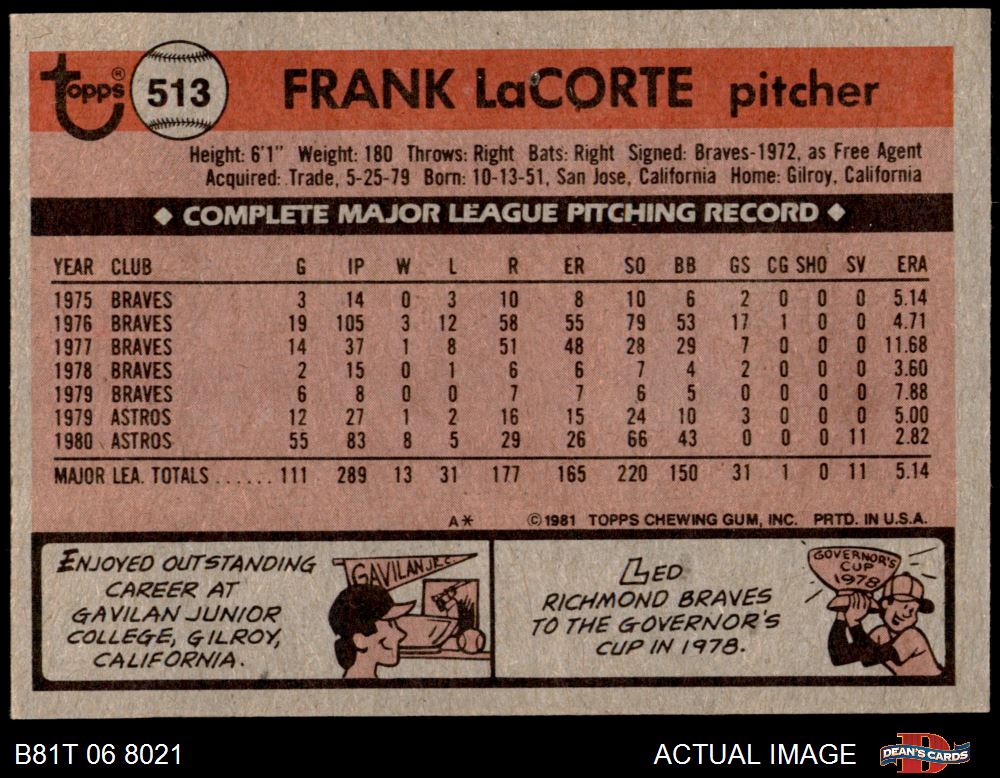 Topps® 513 FRANK LaCORTE pitcher
Height: 6'1" Weight: 180 Throws: Right Bats: Right Signed: Braves-1972, as Free Agent
Acquired: Trade, 5-25-79 Born: 10-13-51, San Jose, California Home: Gilroy, California
◆ COMPLETE MAJOR LEAGUE PITCHING RECORD ◆
YEAR CLUB G IP W L R ER SO BB GS CG SHO SV ERA
1975 BRAVES 3 14 0 3 10 8 10 6 2 0 0 0 5.14
1976 BRAVES 19 105 3 12 58 55 79 53 17 1 0 0 4.71
1977 BRAVES 14 37 1 8 51 48 28 29 7 0 0 0 11.68
1978 BRAVES 2 15 0 1 6 6 7 4 2 0 0 0 3.60
1979 BRAVES 6 8 0 0 7 7 6 5 0 0 0 0 7.88
1979 ASTROS 12 27 1 2 16 15 24 10 3 0 0 0 5.00
1980 ASTROS 55 83 8 5 29 26 66 43 0 0 0 11 2.82
MAJOR LEA. TOTALS ...... 111 289 13 31 177 165 220 150 31 1 0 11 5.14
A* ©1981 TOPPS CHEWING GUM, INC. PRTD. IN U.S.A.
ENJOYED OUTSTANDING
CAREER AT
GAVILAN JUNIOR
COLLEGE, GILROY,
CALIFORNIA.
GAVILAN J.C.
LED
RICHMOND BRAVES
TO THE GOVERNOR'S
CUP IN 1978.
GOVERNOR'S
CUP
1978
B81T 06 8021 ACTUAL IMAGE DEAN'S CARDS